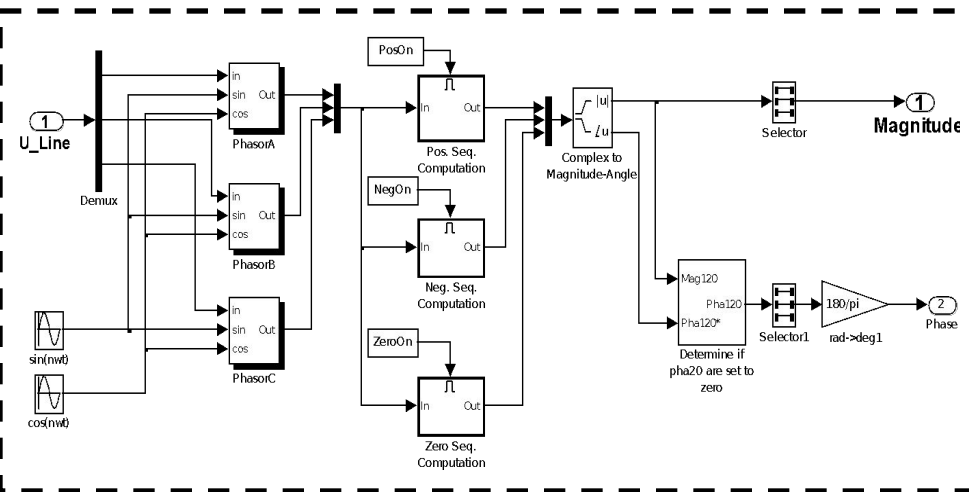 1
U_Line
Demux
sin(nwt)
cos(nwt)
in
sin
cos
Out
PhasorA
in
sin
cos
Out
PhasorB
in
sin
cos
Out
PhasorC
PosOn
In
Out
Pos. Seq.
Computation
NegOn
In
Out
Neg. Seq.
Computation
ZeroOn
In
Out
Zero Seq.
Computation
|u|
∠u
Complex to
Magnitude-Angle
Selector
1
Magnitude
Mag120
Pha120
Pha120*
Determine if
pha20 are set to
zero
Selector1
180/pi
rad->deg1
2
Phase